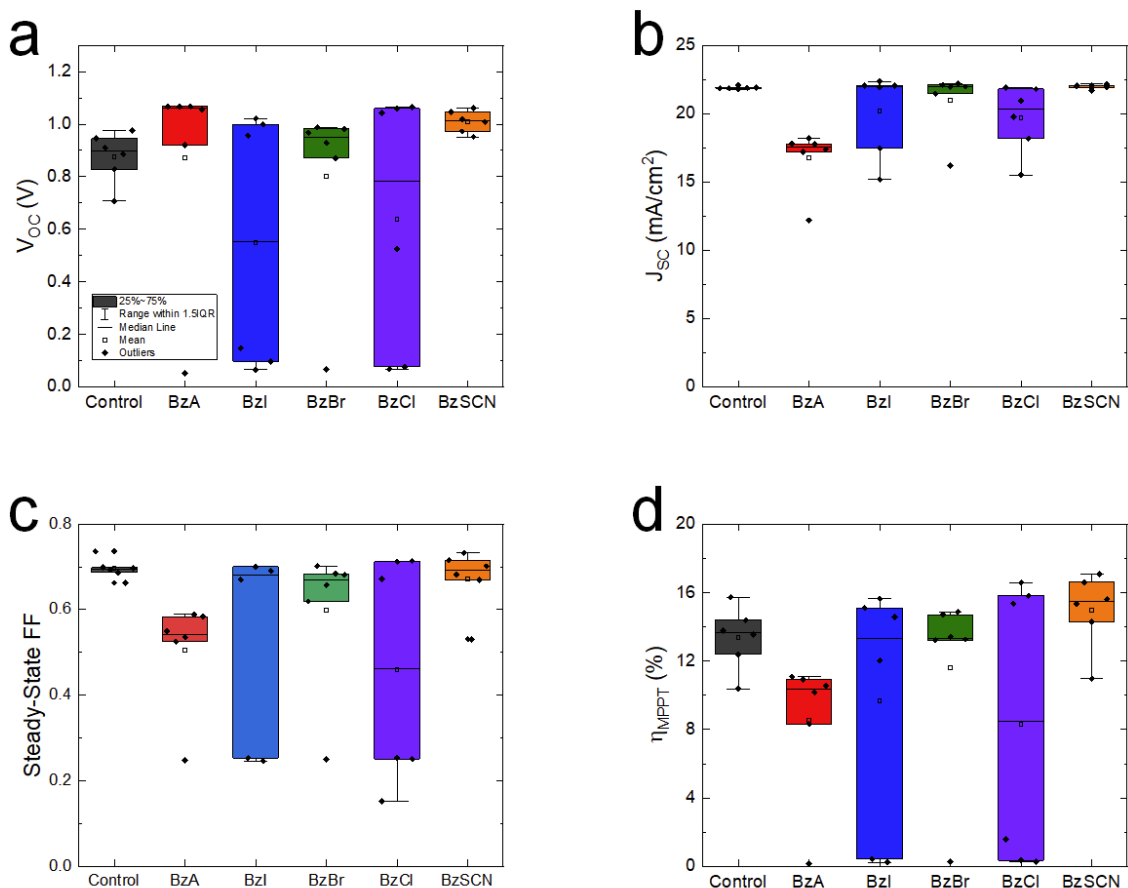 a
V_OC (V)
1.2
1.0
0.8
0.6
0.4
0.2
0.0
25%~75%
Range within 1.5IQR
Median Line
Mean
Outliers
Control BzA BzI BzBr BzCl BzSCN
b
J_SC (mA/cm²)
25
20
15
10
5
0
Control BzA BzI BzBr BzCl BzSCN
c
Steady-State FF
0.8
0.6
0.4
0.2
0.0
Control BzA BzI BzBr BzCl BzSCN
d
η_MPPT (%)
20
16
12
8
4
0
Control BzA BzI BzBr BzCl BzSCN